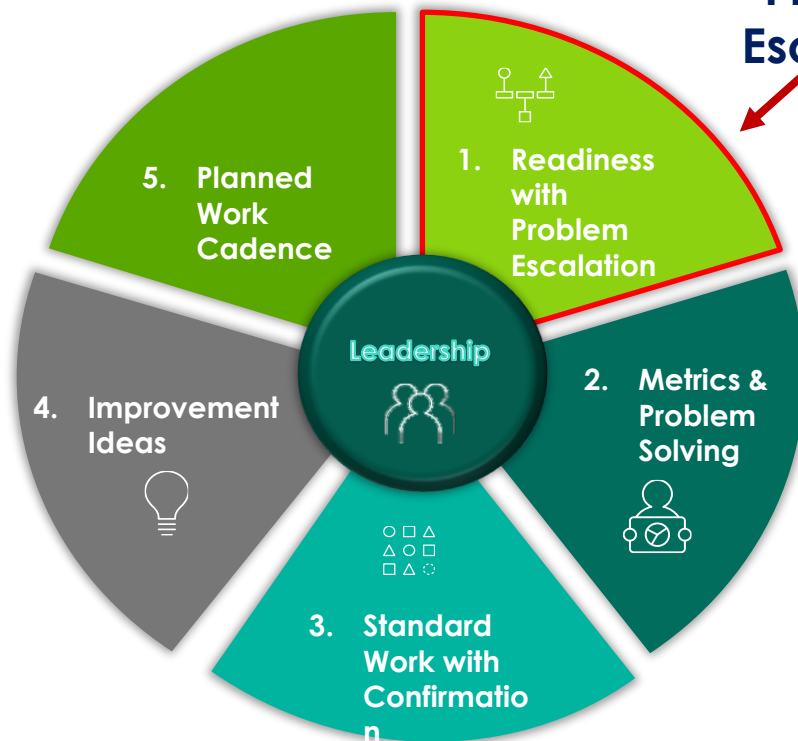 1. Readiness
with
Problem
Escalation
2. Metrics &
Problem
Solving
3. Standard
Work with
Confirmatio
n
4. Improvement
Ideas
5. Planned
Work
Cadence
Leadership